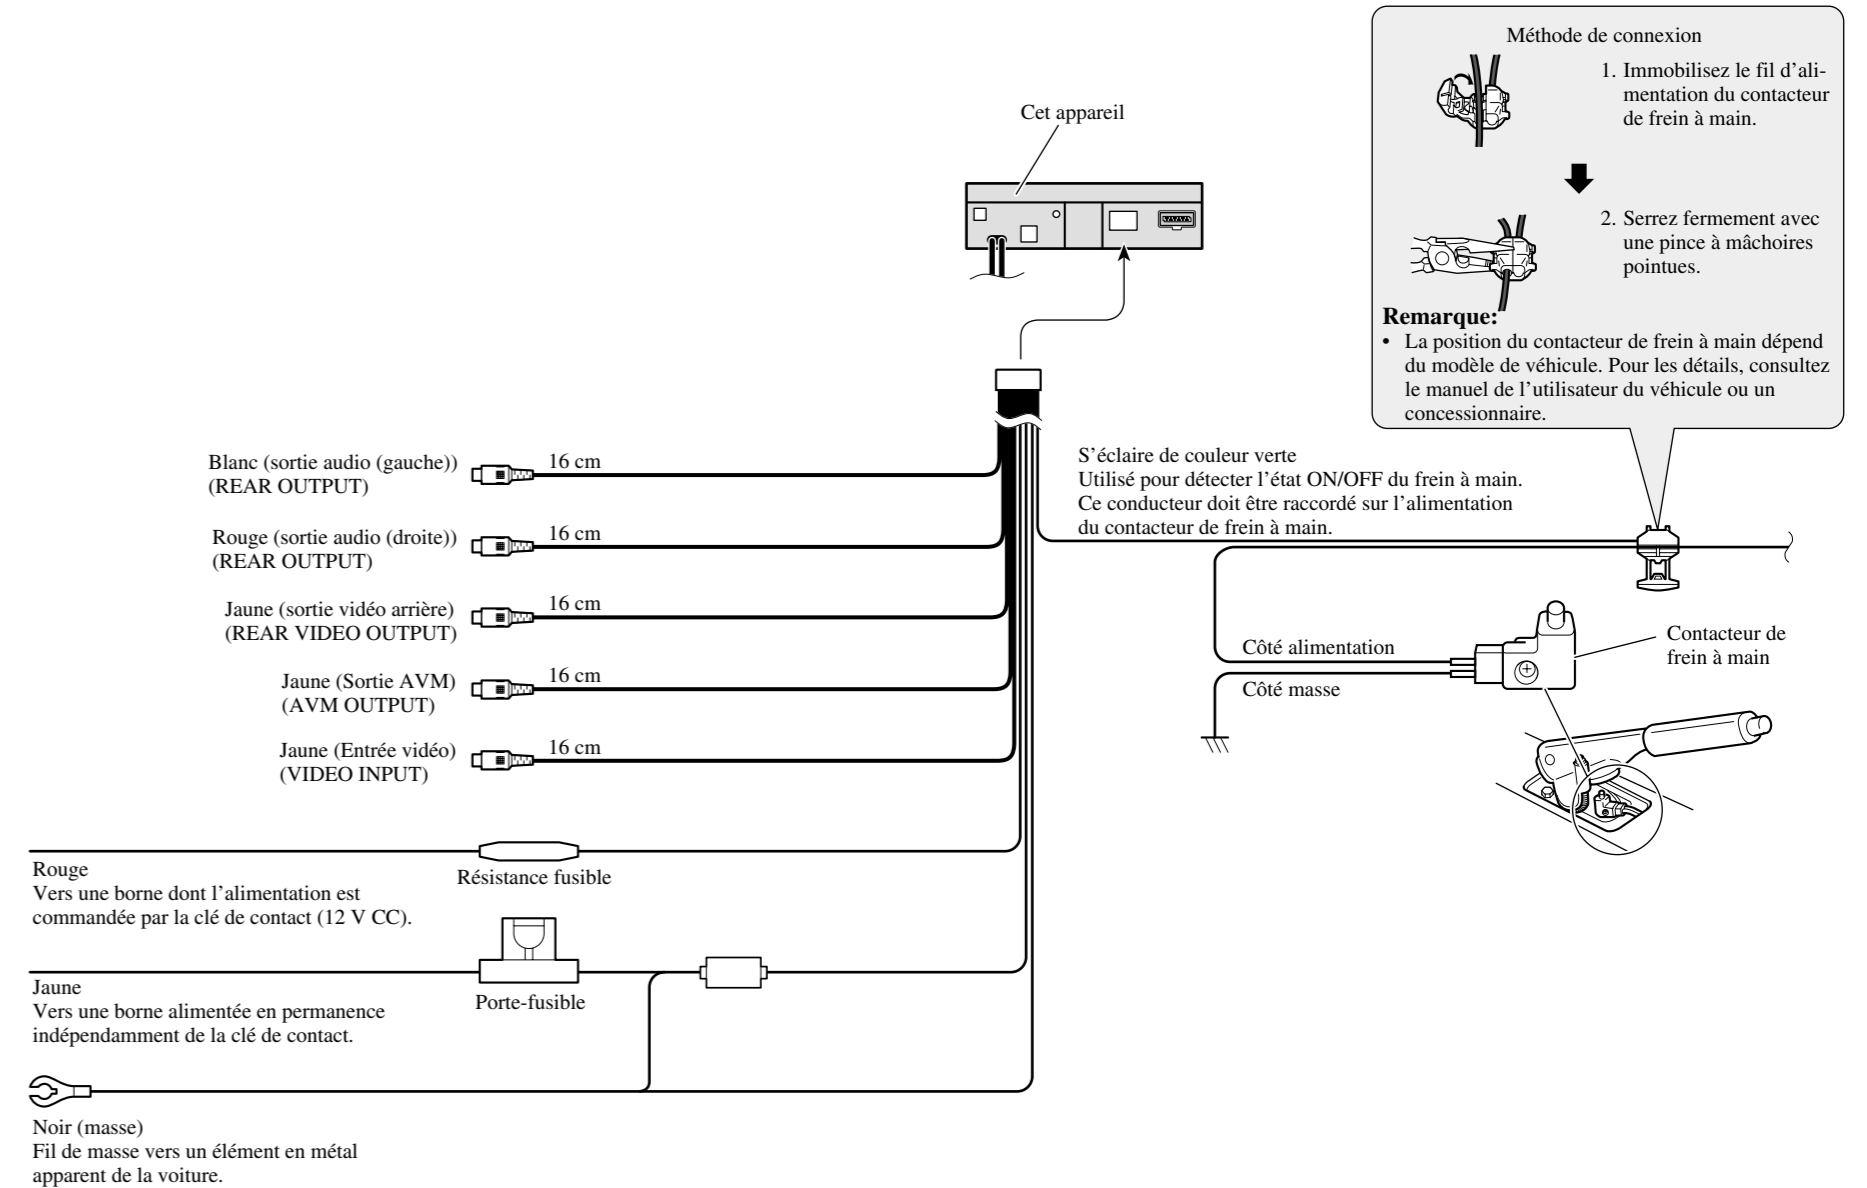 Méthode de connexion
1. Immobilisez le fil d’ali-
mentation du contacteur
de frein à main.
2. Serrez fermement avec
une pince à mâchoires
pointues.
Remarque:
• La position du contacteur de frein à main dépend
du modèle de véhicule. Pour les détails, consultez
le manuel de l’utilisateur du véhicule ou un
concessionnaire.
Cet appareil
S’éclaire de couleur verte
Utilisé pour détecter l’état ON/OFF du frein à main.
Ce conducteur doit être raccordé sur l’alimentation
du contacteur de frein à main.
Blanc (sortie audio (gauche))
(REAR OUTPUT)
16 cm
Rouge (sortie audio (droite))
(REAR OUTPUT)
16 cm
Jaune (sortie vidéo arrière)
(REAR VIDEO OUTPUT)
16 cm
Jaune (Sortie AVM)
(AVM OUTPUT)
16 cm
Jaune (Entrée vidéo)
(VIDEO INPUT)
16 cm
Côté alimentation
Côté masse
Contacteur de
frein à main
Rouge
Vers une borne dont l’alimentation est
commandée par la clé de contact (12 V CC).
Résistance fusible
Jaune
Vers une borne alimentée en permanence
indépendamment de la clé de contact.
Porte-fusible
Noir (masse)
Fil de masse vers un élément en métal
apparent de la voiture.